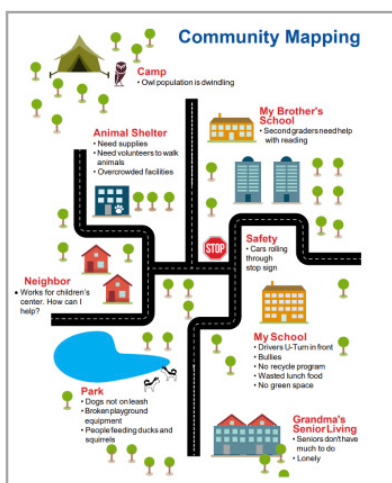 Community Mapping
Camp
• Owl population is dwindling
My Brother's
School
• Second graders need help
with reading
Animal Shelter
• Need supplies
• Need volunteers to walk
animals
• Overcrowded facilities
STOP
Safety
• Cars rolling
through
stop sign
Neighbor
• Works for children's
center. How can I
help?
My School
• Drivers U-Turn in front
• Bullies
• No recycle program
• Wasted lunch food
• No green space
Park
• Dogs not on leash
• Broken playground
equipment
• People feeding ducks and
squirrels
Grandma's
Senior Living
• Seniors don't have
much to do
• Lonely